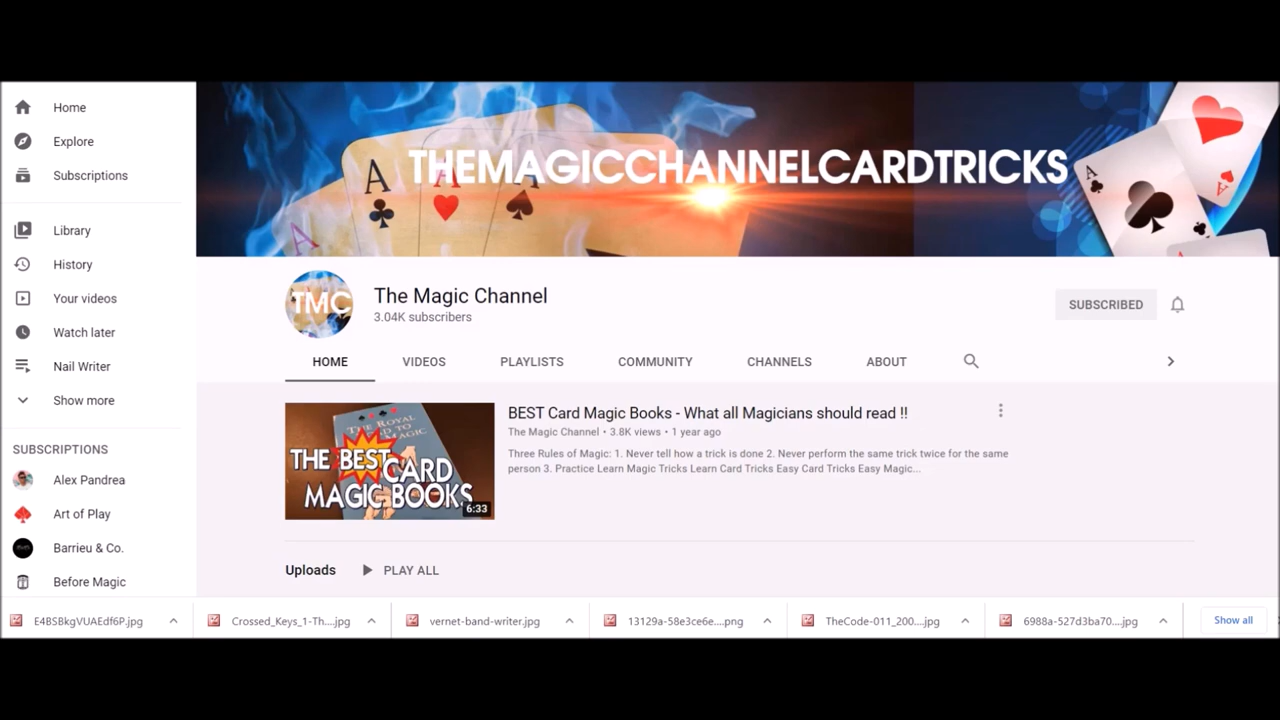 Home
Explore
Subscriptions
Library
History
Your videos
Watch later
Nail Writer
Show more
SUBSCRIPTIONS
Alex Pandrea
Art of Play
Barrieu & Co.
Before Magic
A
A
A
A
THEMAGICCHANNELCARDTRICKS
A
TMC
The Magic Channel
3.04K subscribers
SUBSCRIBED
HOME VIDEOS PLAYLISTS COMMUNITY CHANNELS ABOUT
THE ROYAL
ROAD TO
MAGIC
THE BEST
CARD
MAGIC BOOKS
6:33
BEST Card Magic Books - What all Magicians should read !!
The Magic Channel • 3.8K views • 1 year ago
Three Rules of Magic: 1. Never tell how a trick is done 2. Never perform the same trick twice for the same
person 3. Practice Learn Magic Tricks Learn Card Tricks Easy Card Tricks Easy Magic...
Uploads PLAY ALL
E4BSBkgVUAEdf6P.jpg Crossed_Keys_1-Th....jpg vernet-band-writer.jpg 13129a-58e3ce6e....png TheCode-011_200....jpg 6988a-527d3ba70....jpg Show all